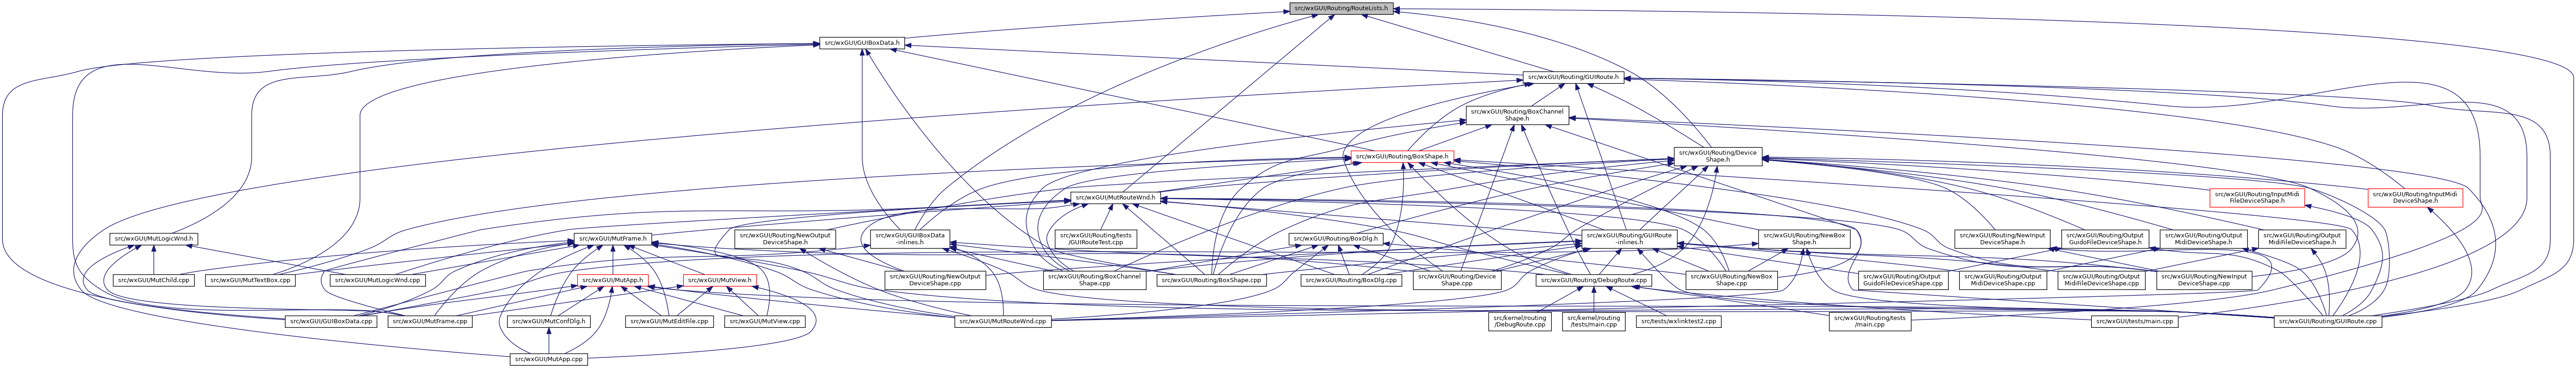 src/wxGUI/Routing/RouteLists.h
src/wxGUI/GUIBoxData.h
src/wxGUI/Routing/GUIRoute.h
src/wxGUI/Routing/BoxChannel
Shape.h
src/wxGUI/Routing/BoxShape.h
src/wxGUI/Routing/Device
Shape.h
src/wxGUI/MutRouteWnd.h
src/wxGUI/Routing/InputMidi
FileDeviceShape.h
src/wxGUI/Routing/InputMidi
DeviceShape.h
src/wxGUI/MutLogicWnd.h
src/wxGUI/MutFrame.h
src/wxGUI/Routing/NewOutput
DeviceShape.h
src/wxGUI/GUIBoxData
-inlines.h
src/wxGUI/Routing/tests
/GUIRouteTest.cpp
src/wxGUI/Routing/BoxDlg.h
src/wxGUI/Routing/GUIRoute
-inlines.h
src/wxGUI/Routing/NewBox
Shape.h
src/wxGUI/Routing/NewInput
DeviceShape.h
src/wxGUI/Routing/Output
GuidoFileDeviceShape.h
src/wxGUI/Routing/Output
MidiDeviceShape.h
src/wxGUI/Routing/Output
MidiFileDeviceShape.h
src/wxGUI/MutChild.cpp
src/wxGUI/MutTextBox.cpp
src/wxGUI/MutLogicWnd.cpp
src/wxGUI/MutApp.h
src/wxGUI/MutView.h
src/wxGUI/Routing/NewOutput
DeviceShape.cpp
src/wxGUI/Routing/BoxChannel
Shape.cpp
src/wxGUI/Routing/BoxShape.cpp
src/wxGUI/Routing/BoxDlg.cpp
src/wxGUI/Routing/Device
Shape.cpp
src/wxGUI/Routing/DebugRoute.cpp
src/wxGUI/Routing/NewBox
Shape.cpp
src/wxGUI/Routing/Output
GuidoFileDeviceShape.cpp
src/wxGUI/Routing/Output
MidiDeviceShape.cpp
src/wxGUI/Routing/Output
MidiFileDeviceShape.cpp
src/wxGUI/Routing/NewInput
DeviceShape.cpp
src/wxGUI/GUIBoxData.cpp
src/wxGUI/MutFrame.cpp
src/wxGUI/MutConfDlg.h
src/wxGUI/MutEditFile.cpp
src/wxGUI/MutView.cpp
src/wxGUI/MutRouteWnd.cpp
src/kernel/routing
/DebugRoute.cpp
src/kernel/routing
/tests/main.cpp
src/tests/wxlinktest2.cpp
src/wxGUI/Routing/tests
/main.cpp
src/wxGUI/tests/main.cpp
src/wxGUI/Routing/GUIRoute.cpp
src/wxGUI/MutApp.cpp